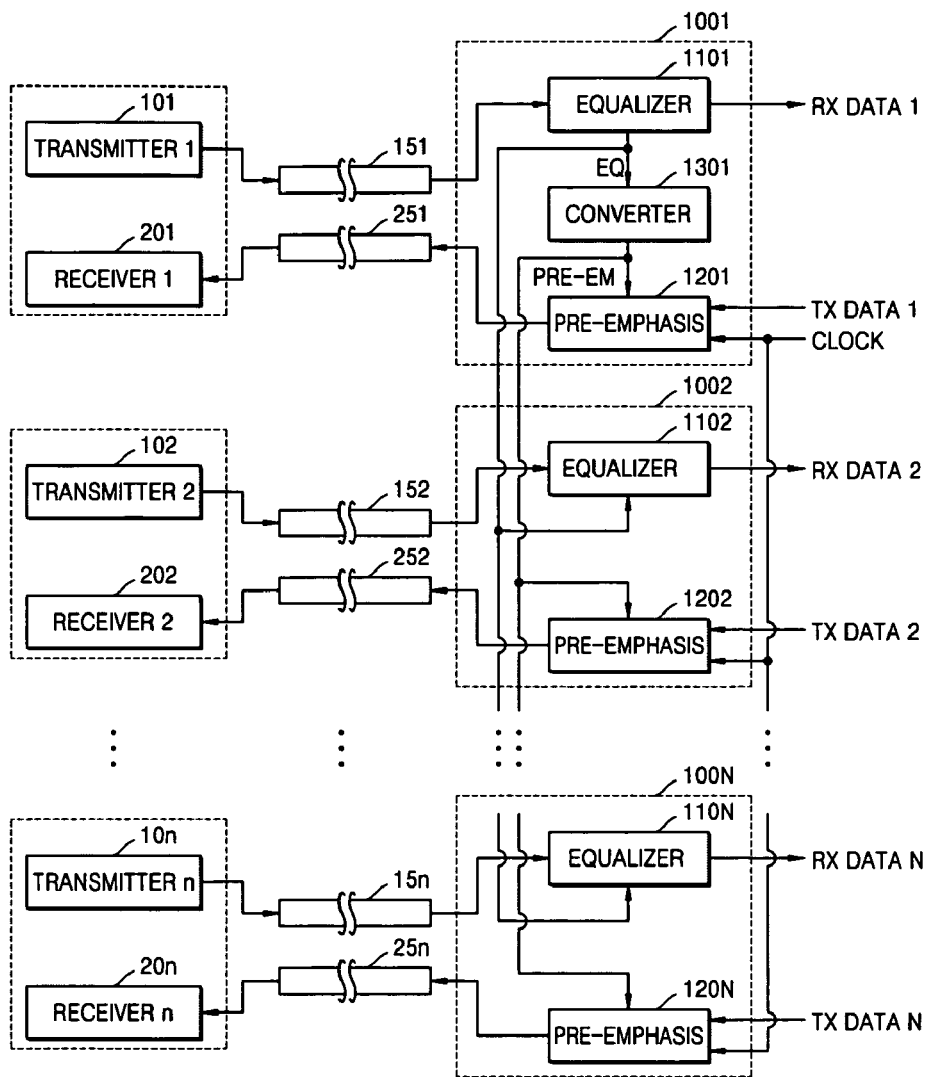 1001
1101
EQUALIZER
RX DATA 1
101
TRANSMITTER 1
151
EQ
1301
CONVERTER
201
RECEIVER 1
251
PRE-EM
1201
PRE-EMPHASIS
TX DATA 1
CLOCK
1002
1102
EQUALIZER
RX DATA 2
102
TRANSMITTER 2
152
202
RECEIVER 2
252
1202
PRE-EMPHASIS
TX DATA 2
100N
110N
EQUALIZER
RX DATA N
10n
TRANSMITTER n
15n
20n
RECEIVER n
25n
120N
PRE-EMPHASIS
TX DATA N